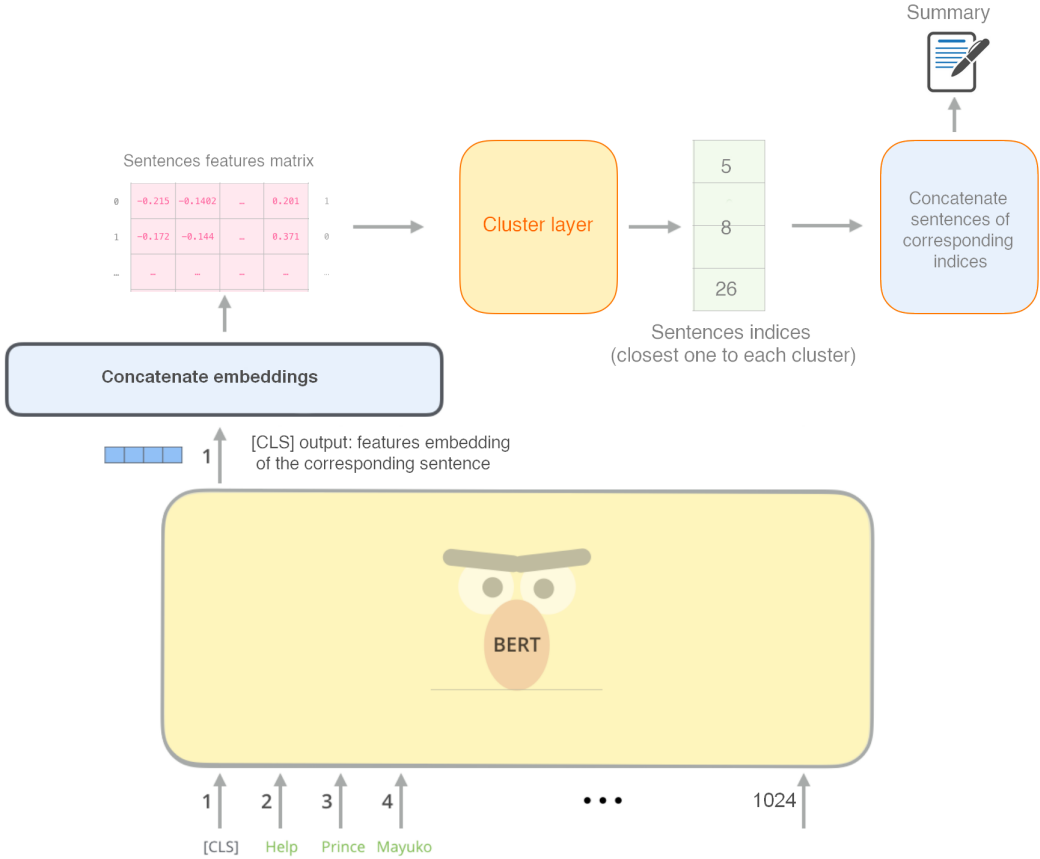 Summary
Sentences features matrix
0 -0.215 -0.1402 … 0.201 1
1 -0.172 -0.144 … 0.371 0
… … … … … ..
Cluster layer
5
8
26
Sentences indices
(closest one to each cluster)
Concatenate
sentences of
corresponding
indices
Concatenate embeddings
1
[CLS] output: features embedding
of the corresponding sentence
BERT
1 2 3 4 ••• 1024
[CLS] Help Prince Mayuko